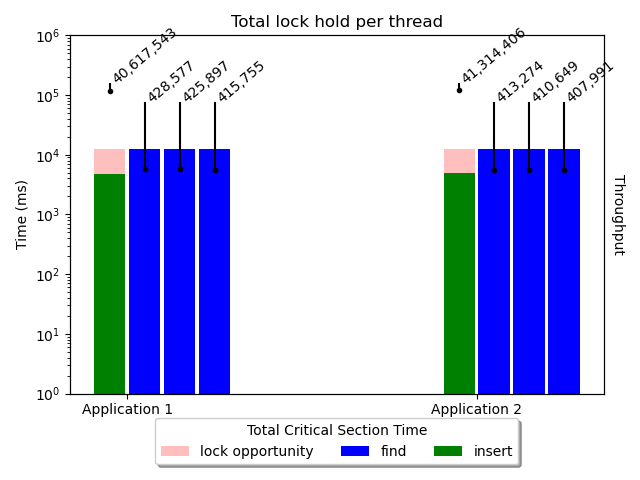 Total lock hold per thread
10^6
10^5
10^4
10^3
10^2
10^1
10^0
Time (ms)
40,617,543
428,577
425,897
415,755
41,314,406
413,274
410,649
407,991
Throughput
Application 1
Application 2
Total Critical Section Time
lock opportunity
find
insert